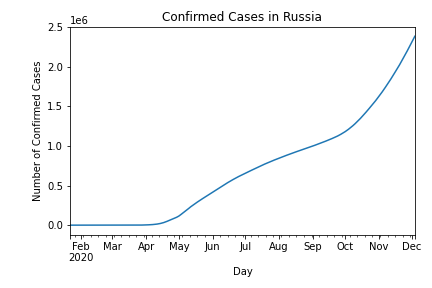 Confirmed Cases in Russia
1e6
2.5
2.0
1.5
1.0
0.5
0.0
Number of Confirmed Cases
Feb Mar Apr May Jun Jul Aug Sep Oct Nov Dec
2020
Day